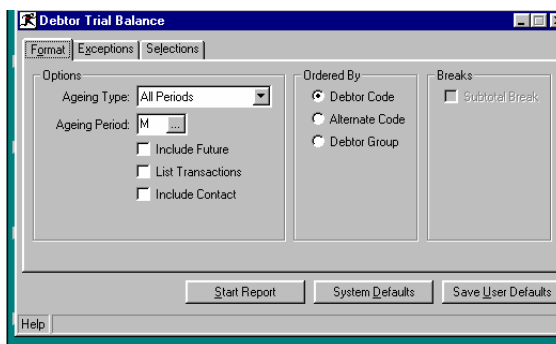 Debtor Trial Balance
Format Exceptions Selections
Options
Ageing Type: All Periods
Ageing Period: M ...
Include Future
List Transactions
Include Contact
Ordered By
Debtor Code
Alternate Code
Debtor Group
Breaks
Subtotal Break
Start Report System Defaults Save User Defaults
Help